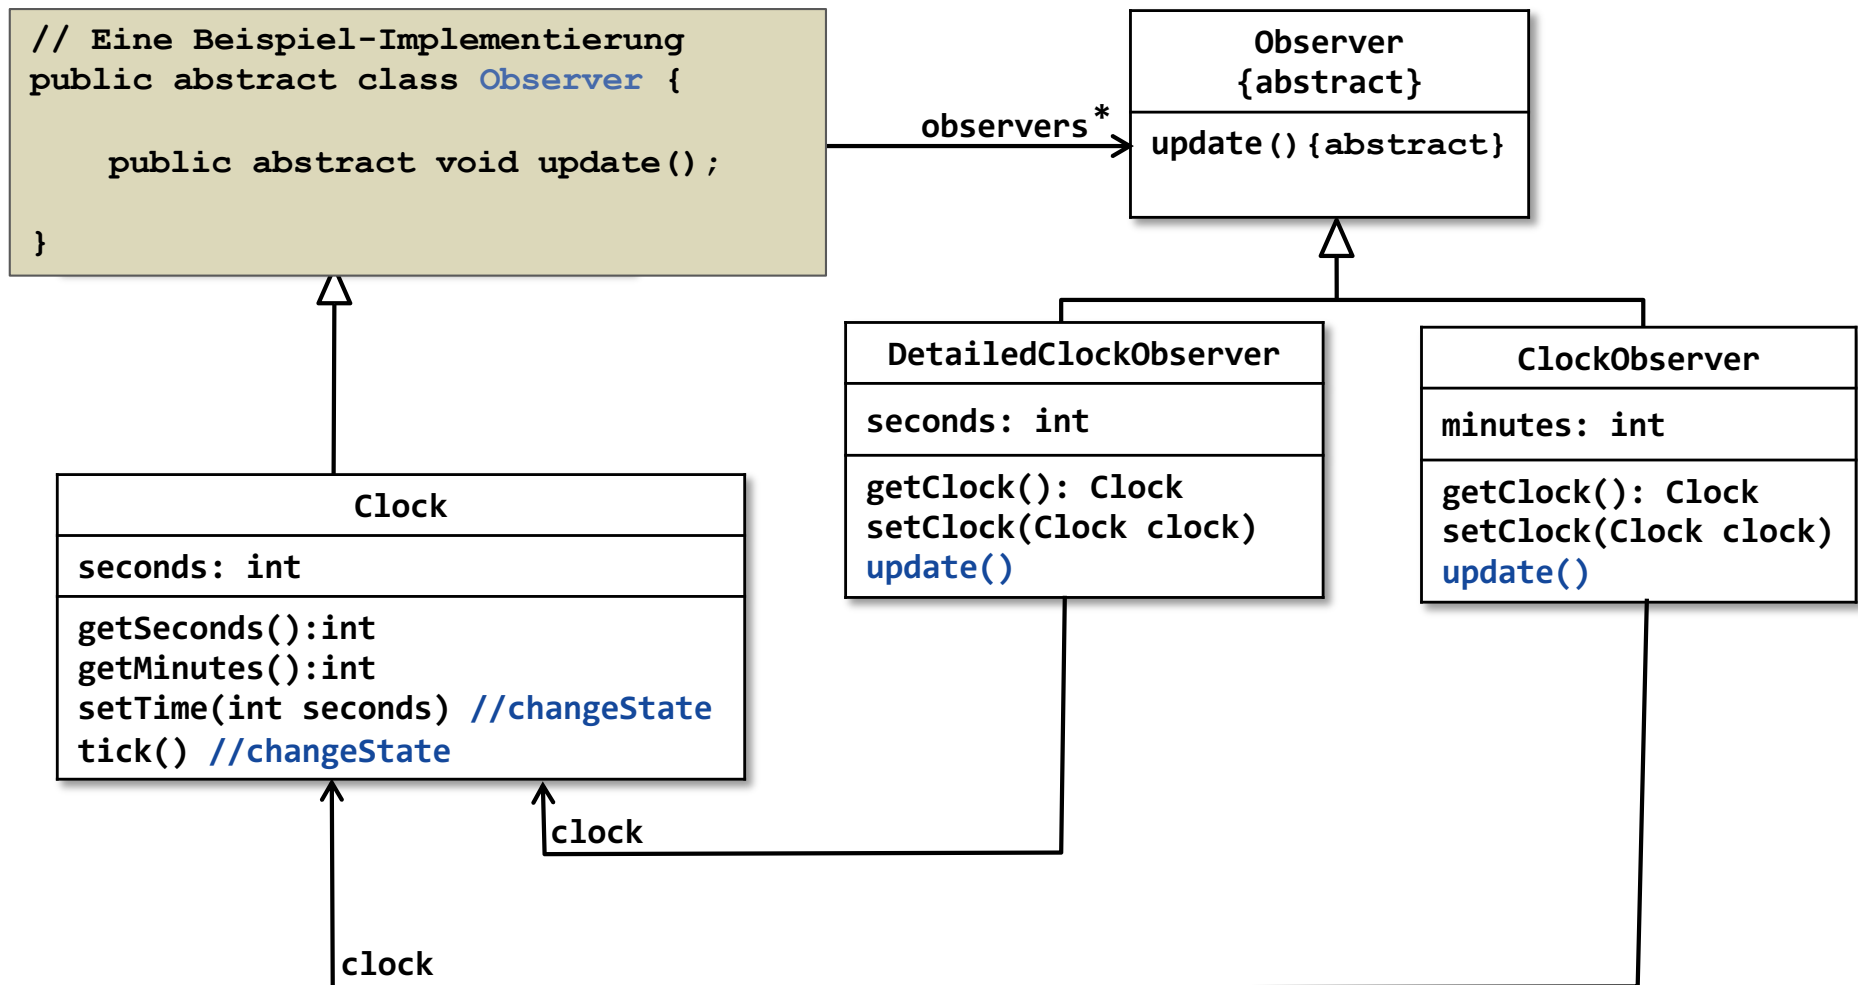 // Eine Beispiel-Implementierung
public abstract class Observer {
public abstract void update();
}
observers*
Observer
{abstract}
update(){abstract}
DetailedClockObserver
seconds: int
getClock(): Clock
setClock(Clock clock)
update()
ClockObserver
minutes: int
getClock(): Clock
setClock(Clock clock)
update()
Clock
seconds: int
getSeconds():int
getMinutes():int
setTime(int seconds) //changeState
tick() //changeState
clock
clock